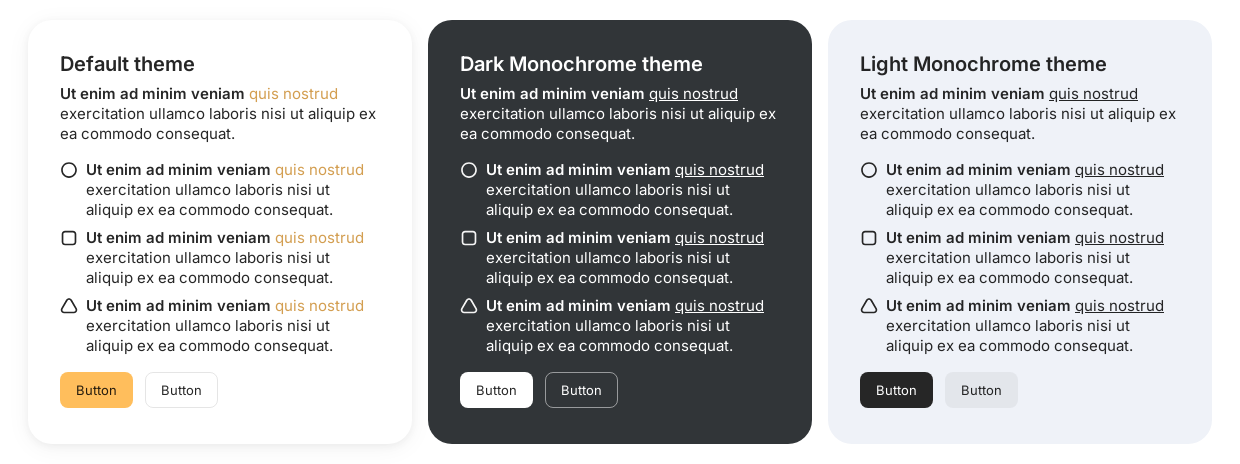 Default theme
Ut enim ad minim veniam quis nostrud
exercitation ullamco laboris nisi ut aliquip ex
ea commodo consequat.
Ut enim ad minim veniam quis nostrud
exercitation ullamco laboris nisi ut
aliquip ex ea commodo consequat.
Ut enim ad minim veniam quis nostrud
exercitation ullamco laboris nisi ut
aliquip ex ea commodo consequat.
Ut enim ad minim veniam quis nostrud
exercitation ullamco laboris nisi ut
aliquip ex ea commodo consequat.
Button Button
Dark Monochrome theme
Ut enim ad minim veniam quis nostrud
exercitation ullamco laboris nisi ut aliquip ex
ea commodo consequat.
Ut enim ad minim veniam quis nostrud
exercitation ullamco laboris nisi ut
aliquip ex ea commodo consequat.
Ut enim ad minim veniam quis nostrud
exercitation ullamco laboris nisi ut
aliquip ex ea commodo consequat.
Ut enim ad minim veniam quis nostrud
exercitation ullamco laboris nisi ut
aliquip ex ea commodo consequat.
Button Button
Light Monochrome theme
Ut enim ad minim veniam quis nostrud
exercitation ullamco laboris nisi ut aliquip ex
ea commodo consequat.
Ut enim ad minim veniam quis nostrud
exercitation ullamco laboris nisi ut
aliquip ex ea commodo consequat.
Ut enim ad minim veniam quis nostrud
exercitation ullamco laboris nisi ut
aliquip ex ea commodo consequat.
Ut enim ad minim veniam quis nostrud
exercitation ullamco laboris nisi ut
aliquip ex ea commodo consequat.
Button Button